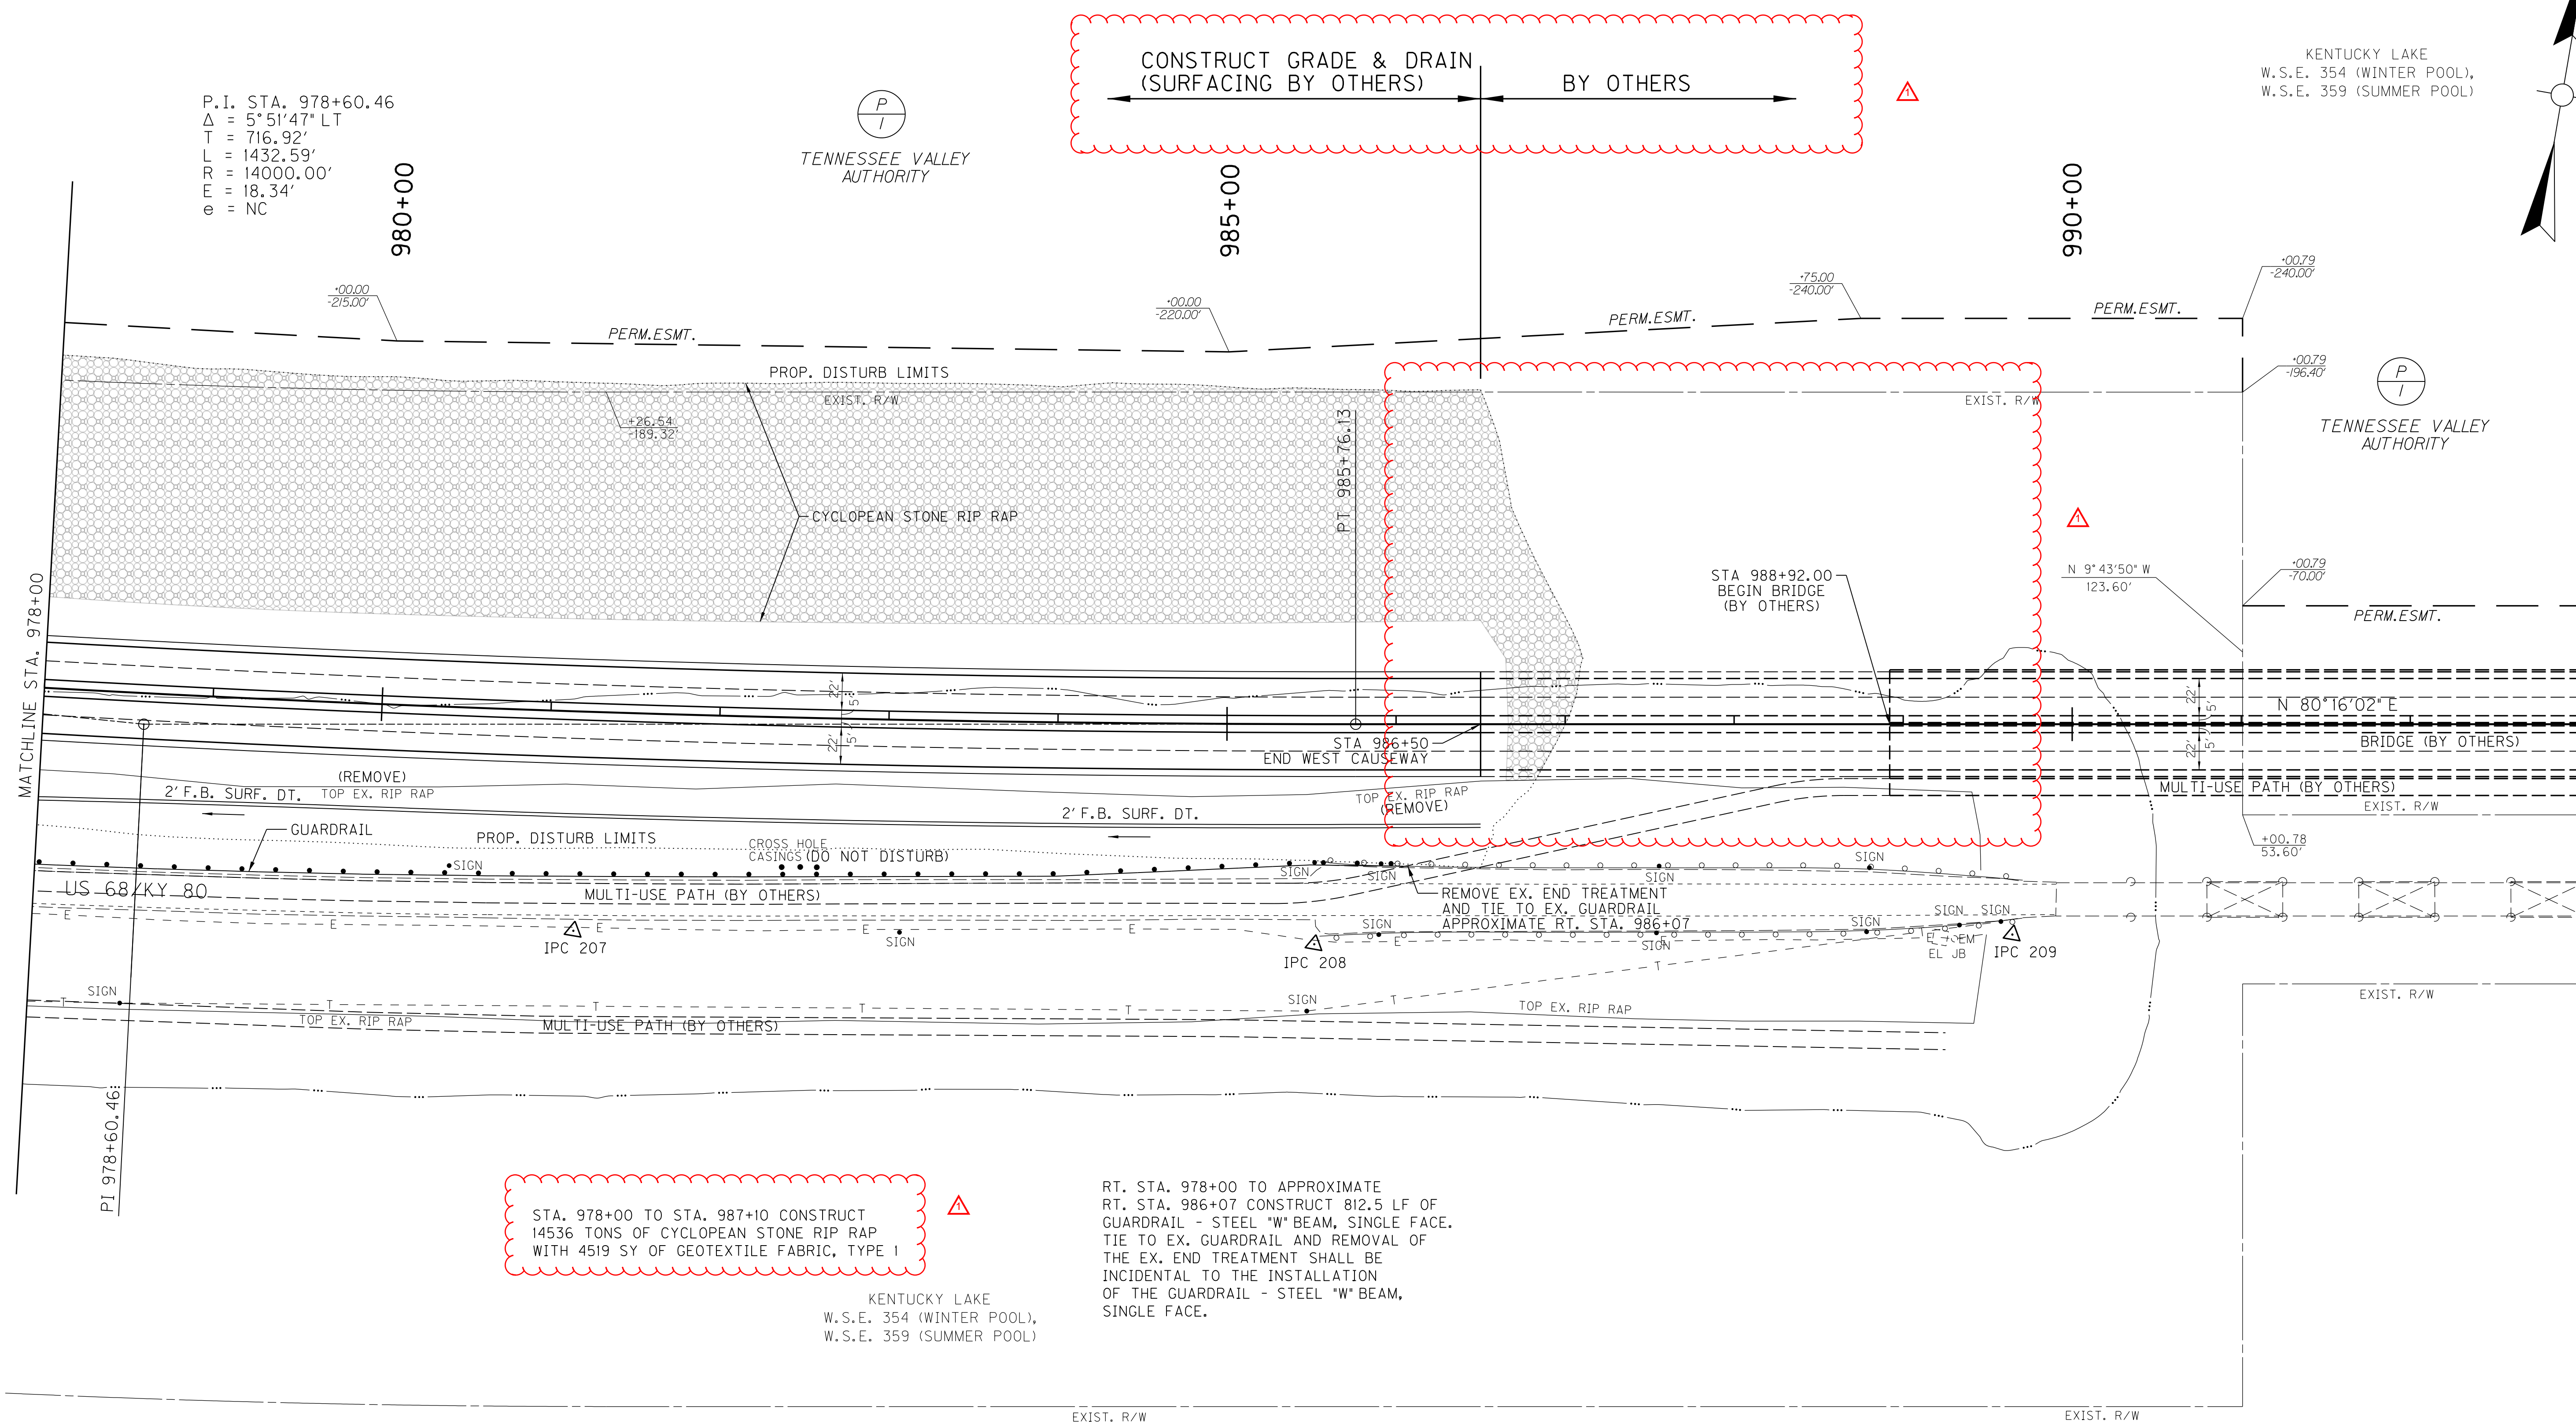 CONSTRUCT GRADE & DRAIN
(SURFACING BY OTHERS)
BY OTHERS
1
KENTUCKY LAKE
W.S.E. 354 (WINTER POOL),
W.S.E. 359 (SUMMER POOL)
P.I. STA. 978+60.46
Δ = 5°51'47" LT
T = 716.92'
L = 1432.59'
R = 14000.00'
E = 18.34'
e = NC
P
I
TENNESSEE VALLEY
AUTHORITY
980+00
985+00
990+00
+00.00
-215.00'
+00.00
-220.00'
+75.00
-240.00'
+00.79
-240.00'
PERM.ESMT.
PERM.ESMT.
PERM.ESMT.
+00.79
-196.40'
P
I
TENNESSEE VALLEY
AUTHORITY
PROP. DISTURB LIMITS
EXIST. R/W
EXIST. R/W
+26.54
-189.32'
PT 985+76.13
CYCLOPEAN STONE RIP RAP
1
STA 988+92.00
BEGIN BRIDGE
(BY OTHERS)
N 9°43'50" W
123.60'
+00.79
-70.00'
PERM.ESMT.
MATCHLINE STA. 978+00
22'
5'
5'
22'
22'
5'
5'
22'
N 80°16'02" E
BRIDGE (BY OTHERS)
STA 986+50
END WEST CAUSEWAY
(REMOVE)
TOP EX. RIP RAP
2' F.B. SURF. DT.
TOP EX. RIP RAP
(REMOVE)
2' F.B. SURF. DT.
MULTI-USE PATH (BY OTHERS)
EXIST. R/W
GUARDRAIL
PROP. DISTURB LIMITS
CROSS HOLE
CASINGS (DO NOT DISTURB)
+00.78
53.60'
SIGN
SIGN
SIGN
SIGN
SIGN
US 68/KY 80
MULTI-USE PATH (BY OTHERS)
REMOVE EX. END TREATMENT
AND TIE TO EX. GUARDRAIL
APPROXIMATE RT. STA. 986+07
E
E
E
E
E
E
E
SIGN
SIGN
SIGN
SIGN
SIGN
SIGN
IPC 207
IPC 208
IPC 209
EL JB
EXIST. R/W
SIGN
T
T
T
T
T
T
T
SIGN
TOP EX. RIP RAP
MULTI-USE PATH (BY OTHERS)
TOP EX. RIP RAP
PI 978+60.46
STA. 978+00 TO STA. 987+10 CONSTRUCT
14536 TONS OF CYCLOPEAN STONE RIP RAP
WITH 4519 SY OF GEOTEXTILE FABRIC, TYPE 1
1
RT. STA. 978+00 TO APPROXIMATE
RT. STA. 986+07 CONSTRUCT 812.5 LF OF
GUARDRAIL - STEEL "W" BEAM, SINGLE FACE.
TIE TO EX. GUARDRAIL AND REMOVAL OF
THE EX. END TREATMENT SHALL BE
INCIDENTAL TO THE INSTALLATION
OF THE GUARDRAIL - STEEL "W" BEAM,
SINGLE FACE.
KENTUCKY LAKE
W.S.E. 354 (WINTER POOL),
W.S.E. 359 (SUMMER POOL)
EXIST. R/W
EXIST. R/W